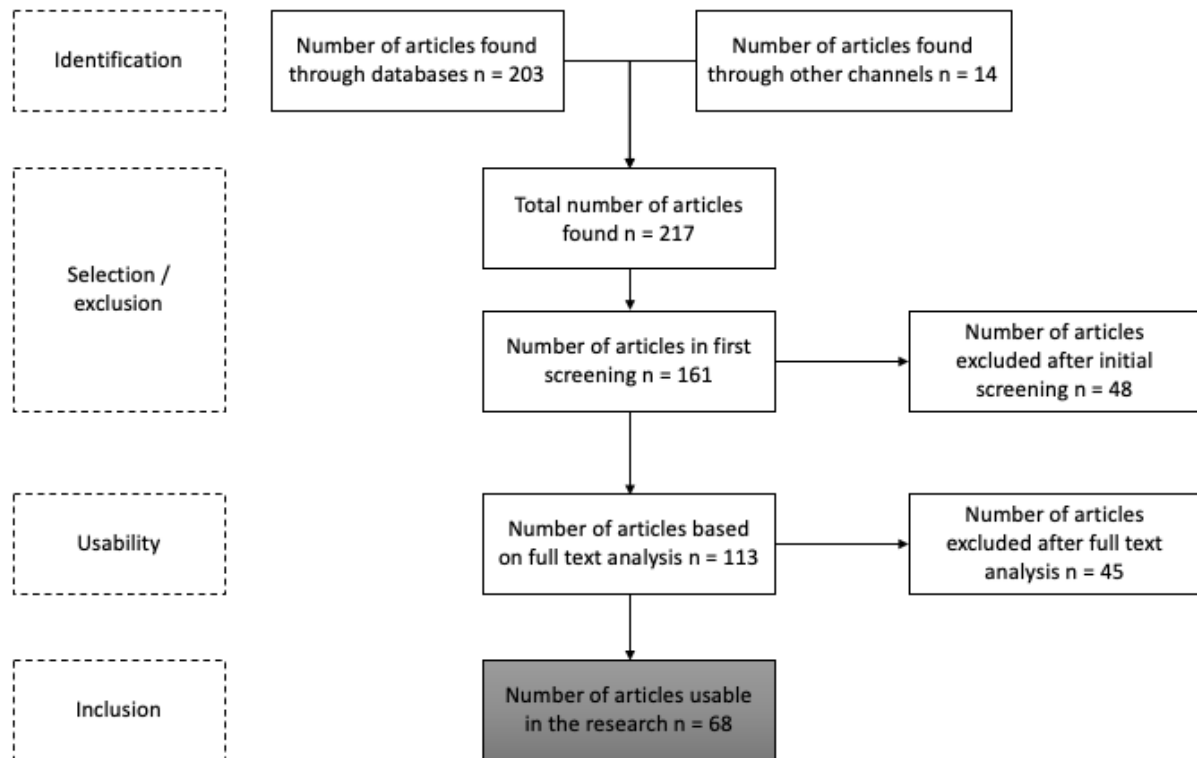 Identification
Number of articles found
through databases n = 203
Number of articles found
through other channels n = 14
Selection /
exclusion
Total number of articles
found n = 217
Number of articles in first
screening n = 161
Number of articles
excluded after initial
screening n = 48
Usability
Number of articles based
on full text analysis n = 113
Number of articles
excluded after full text
analysis n = 45
Inclusion
Number of articles usable
in the research n = 68